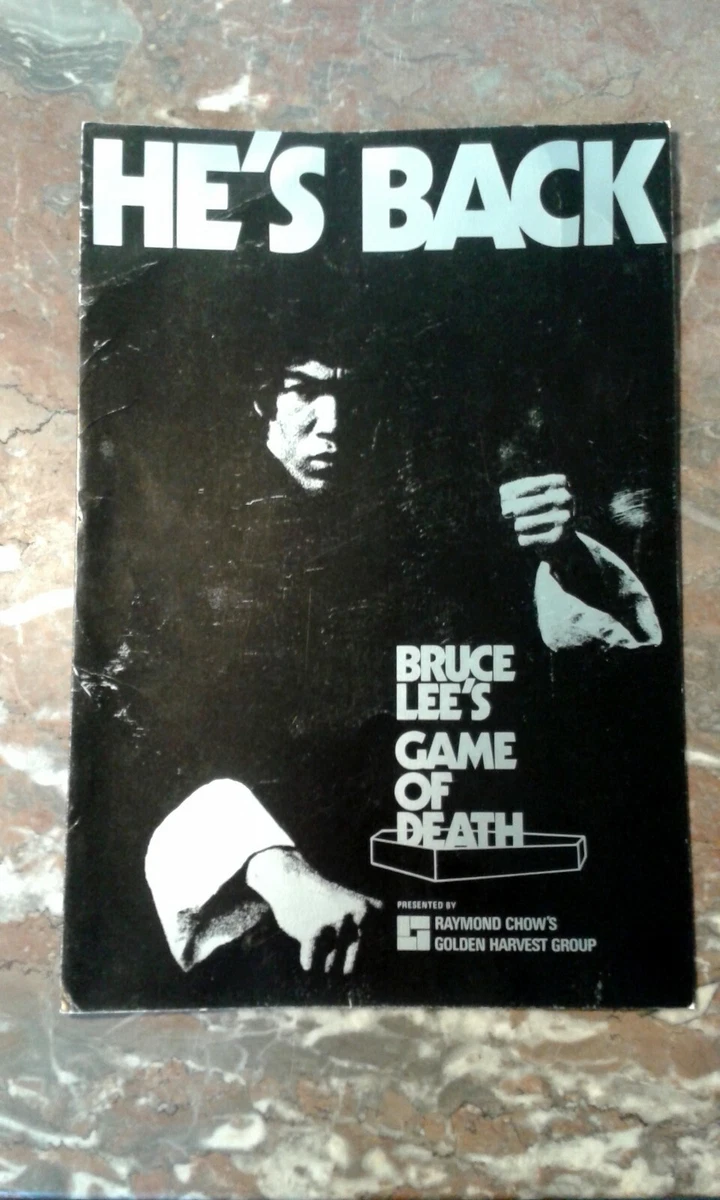 HE'S BACK
BRUCE
LEE'S
GAME
OF
DEATH
PRESENTED BY
RAYMOND CHOW'S
GOLDEN HARVEST GROUP